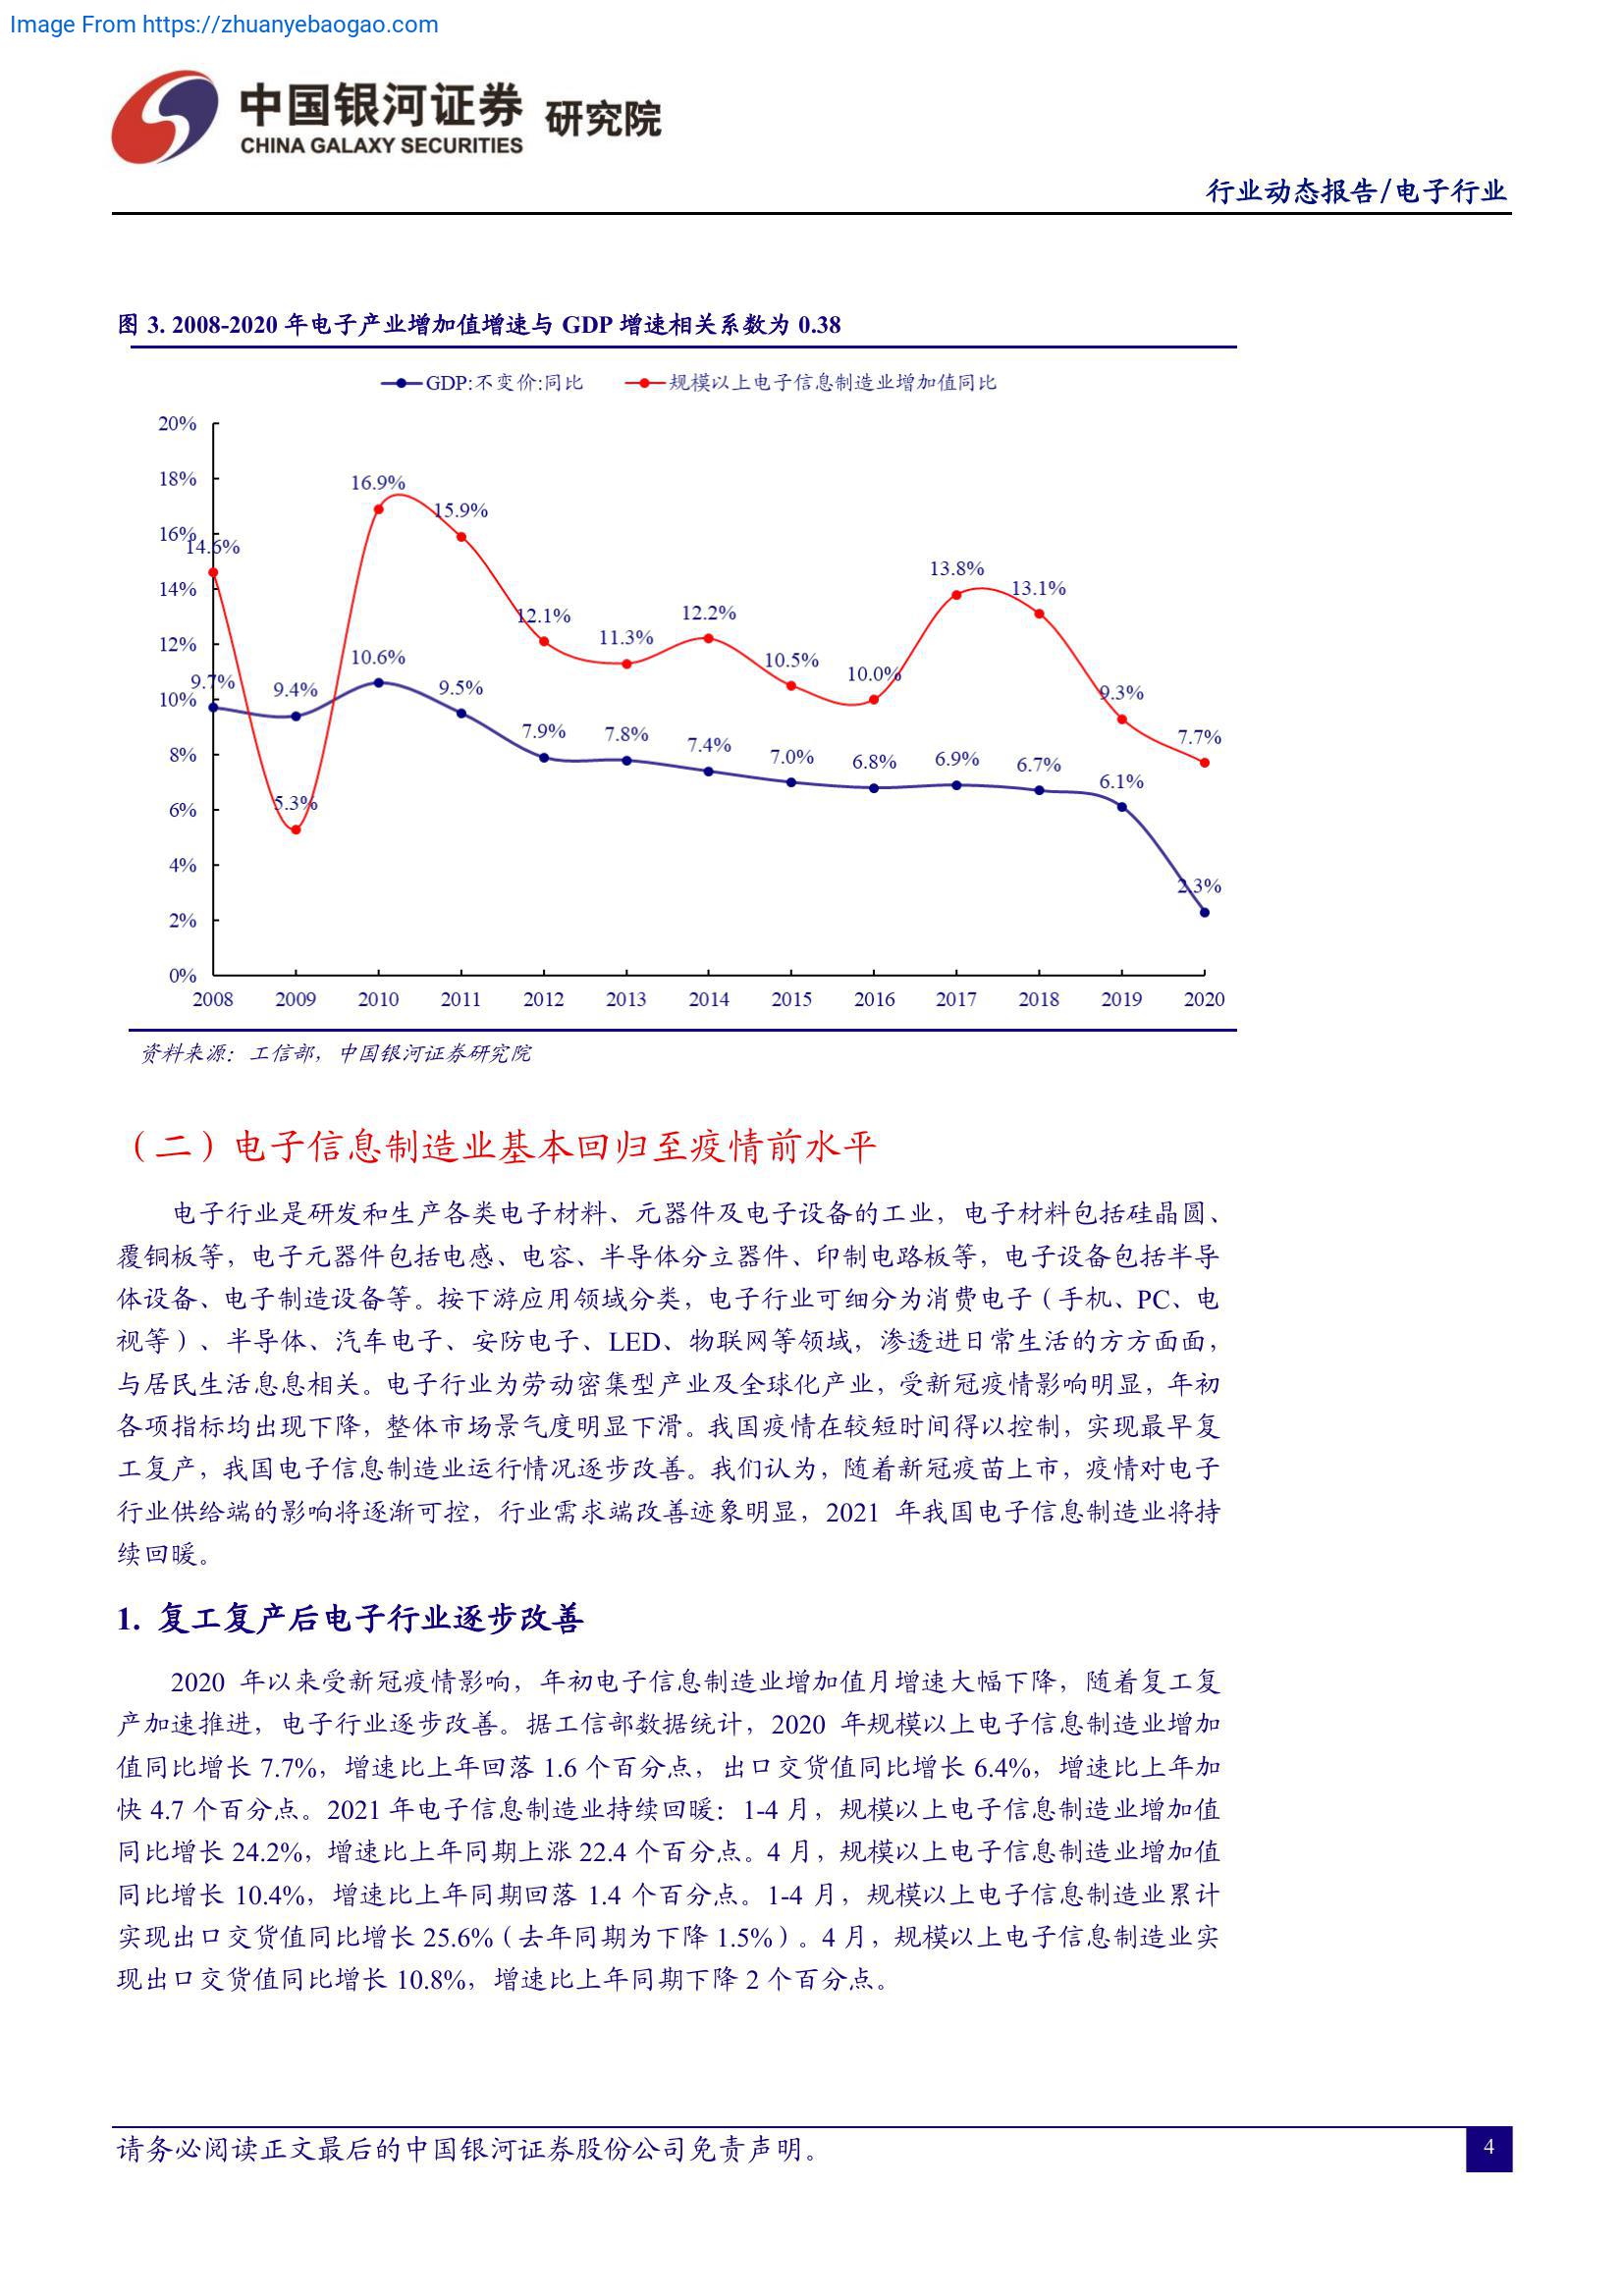 Image From https://zhuanyebaogao.com
中国银河证券 研究院
CHINA GALAXY SECURITIES
行业动态报告/电子行业
图 3. 2008-2020 年电子产业增加值增速与 GDP 增速相关系数为 0.38
GDP:不变价:同比 规模以上电子信息制造业增加值同比
20%
18%
16%
14%
12%
10%
8%
6%
4%
2%
0%
14.6% 5.3% 16.9% 15.9% 12.1% 11.3% 12.2% 10.5% 10.0% 13.8% 13.1% 9.3% 7.7%
9.7% 9.4% 10.6% 9.5% 7.9% 7.8% 7.4% 7.0% 6.8% 6.9% 6.7% 6.1% 2.3%
2008 2009 2010 2011 2012 2013 2014 2015 2016 2017 2018 2019 2020
资料来源：工信部，中国银河证券研究院
（二）电子信息制造业基本回归至疫情前水平
电子行业是研发和生产各类电子材料、元器件及电子设备的工业，电子材料包括硅晶圆、
覆铜板等，电子元器件包括电感、电容、半导体分立器件、印制电路板等，电子设备包括半导
体设备、电子制造设备等。按下游应用领域分类，电子行业可细分为消费电子（手机、PC、电
视等）、半导体、汽车电子、安防电子、LED、物联网等领域，渗透进日常生活的方方面面，
与居民生活息息相关。电子行业为劳动密集型产业及全球化产业，受新冠疫情影响明显，年初
各项指标均出现下降，整体市场景气度明显下滑。我国疫情在较短时间得以控制，实现最早复
工复产，我国电子信息制造业运行情况逐步改善。我们认为，随着新冠疫苗上市，疫情对电子
行业供给端的影响将逐渐可控，行业需求端改善迹象明显，2021 年我国电子信息制造业将持
续回暖。
1. 复工复产后电子行业逐步改善
2020 年以来受新冠疫情影响，年初电子信息制造业增加值月增速大幅下降，随着复工复
产加速推进，电子行业逐步改善。据工信部数据统计，2020 年规模以上电子信息制造业增加
值同比增长 7.7%，增速比上年回落 1.6 个百分点，出口交货值同比增长 6.4%，增速比上年加
快 4.7 个百分点。2021 年电子信息制造业持续回暖：1-4 月，规模以上电子信息制造业增加值
同比增长 24.2%，增速比上年同期上涨 22.4 个百分点。4 月，规模以上电子信息制造业增加值
同比增长 10.4%，增速比上年同期回落 1.4 个百分点。1-4 月，规模以上电子信息制造业累计
实现出口交货值同比增长 25.6%（去年同期为下降 1.5%）。4 月，规模以上电子信息制造业实
现出口交货值同比增长 10.8%，增速比上年同期下降 2 个百分点。
请务必阅读正文最后的中国银河证券股份公司免责声明。
4